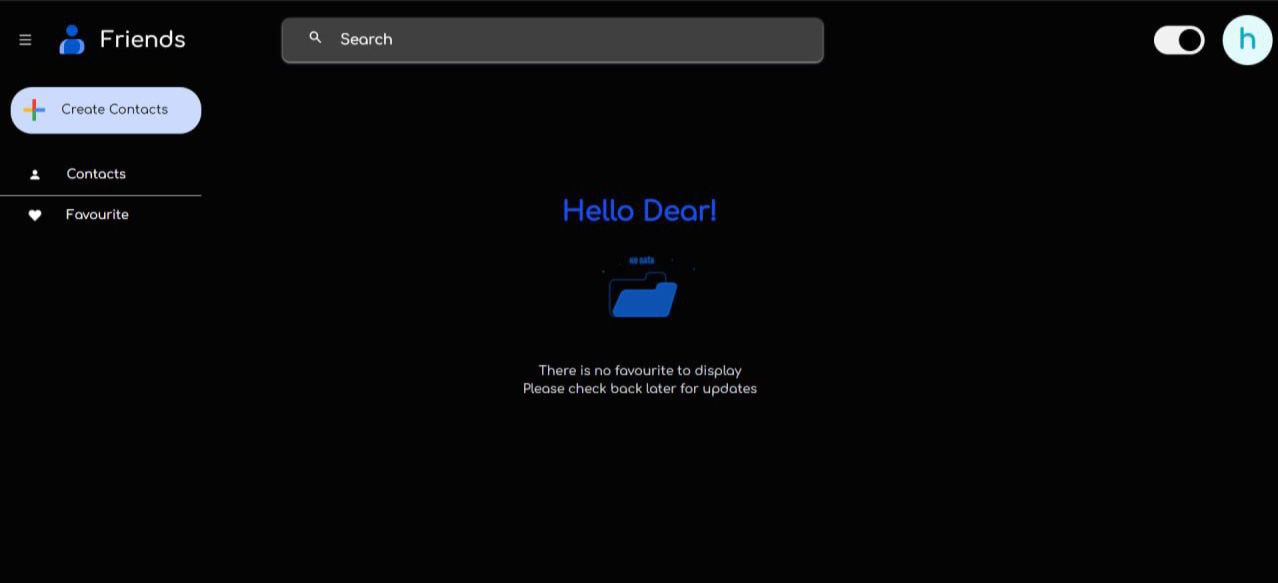 Friends
Search
h
Create Contacts
Contacts
Favourite
Hello Dear!
NO DATA
There is no favourite to display
Please check back later for updates